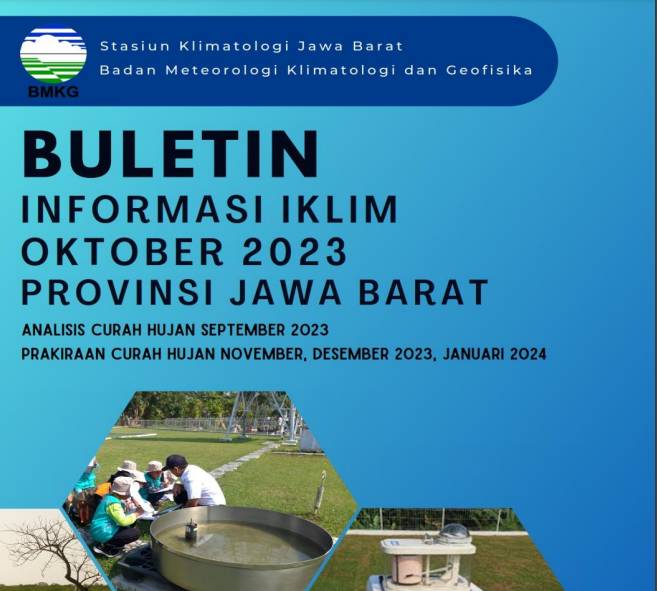 Stasiun Klimatologi Jawa Barat
Badan Meteorologi Klimatologi dan Geofisika
BMKG
BULETIN
INFORMASI IKLIM
OKTOBER 2023
PROVINSI JAWA BARAT
ANALISIS CURAH HUJAN SEPTEMBER 2023
PRAKIRAAN CURAH HUJAN NOVEMBER, DESEMBER 2023, JANUARI 2024